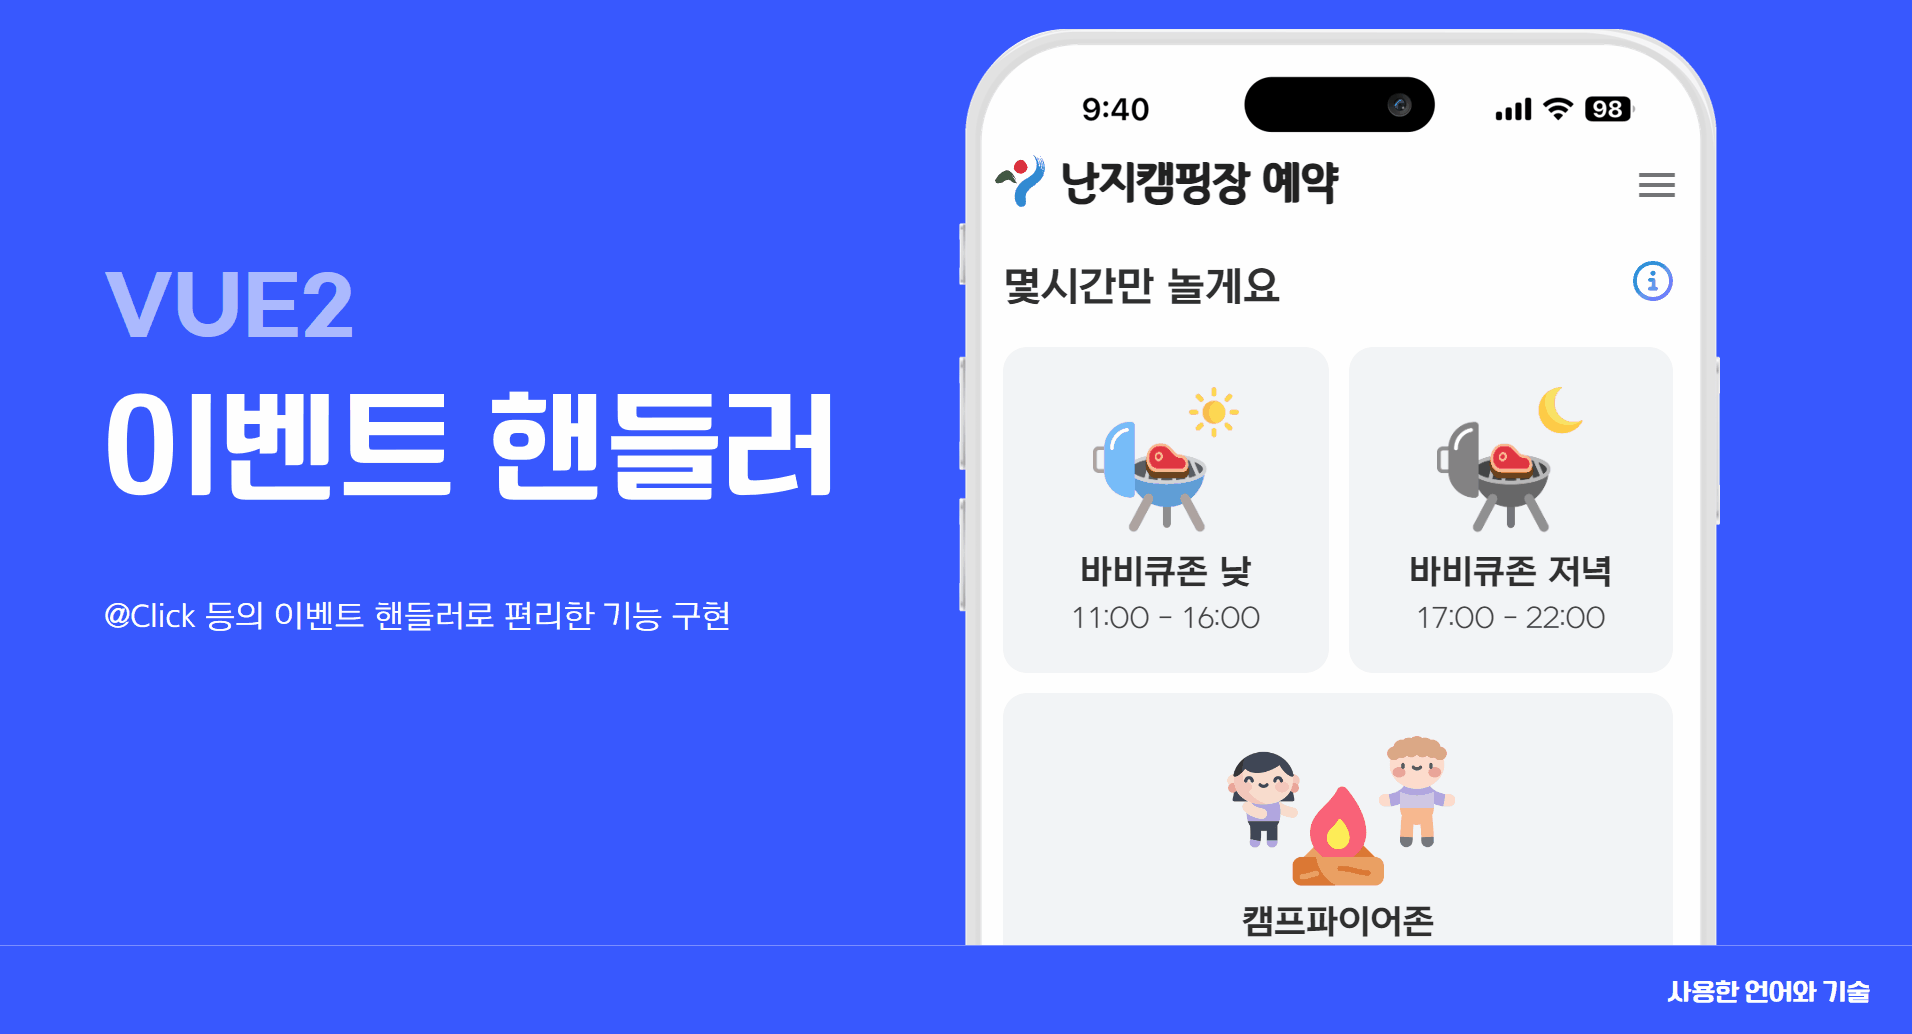 VUE2
이벤트 핸들러
@Click 등의 이벤트 핸들러로 편리한 기능 구현
9:40
98
난지캠핑장 예약
몇시간만 놀게요
바비큐존 낮
11:00 - 16:00
바비큐존 저녁
17:00 - 22:00
캠프파이어존
사용한 언어와 기술